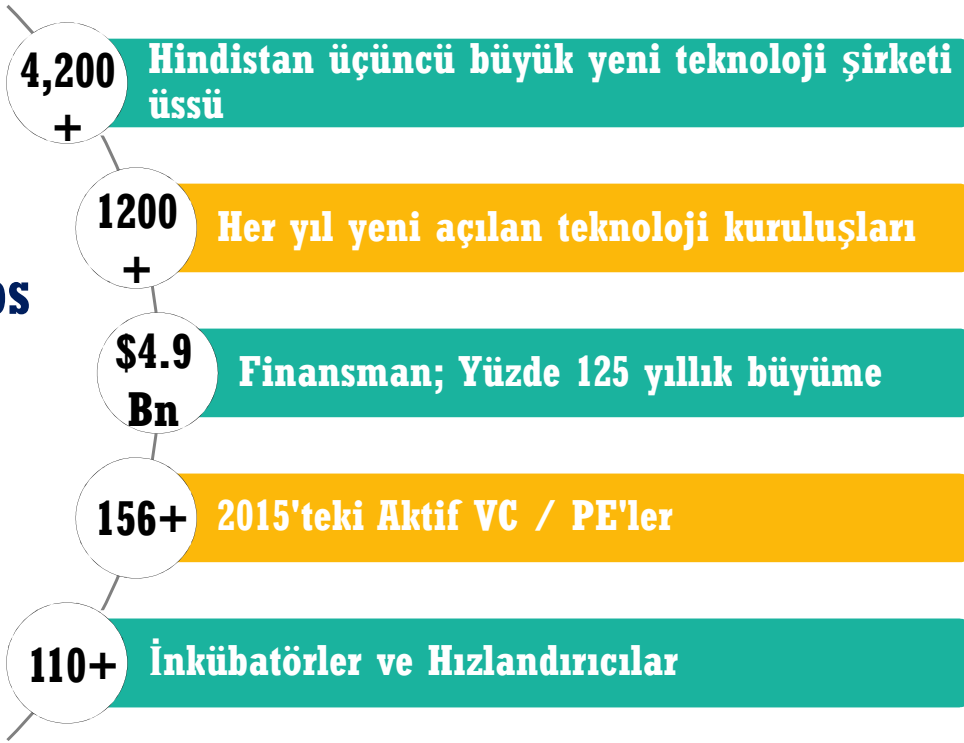 4,200
+
Hindistan üçüncü büyük yeni teknoloji şirketi
üssü
1200
+
Her yıl yeni açılan teknoloji kuruluşları
$4.9
Bn
Finansman; Yüzde 125 yıllık büyüme
156+
2015'teki Aktif VC / PE'ler
110+
İnkübatörler ve Hızlandırıcılar